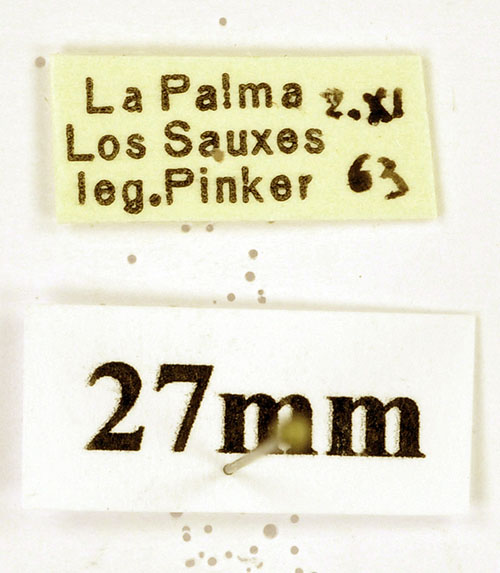 La Palma 2.XI
Los Sauxes
leg.Pinker 63
27mm